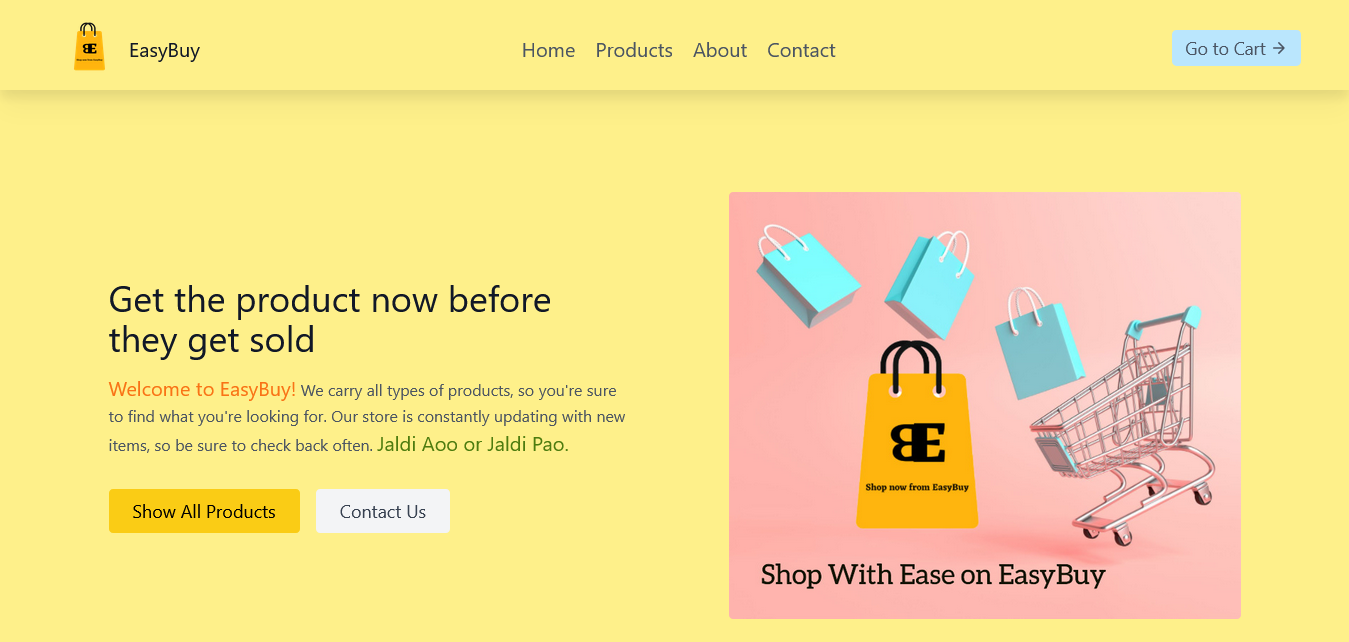 BE
EasyBuy
Home Products About Contact
Go to Cart →
Get the product now before
they get sold
Welcome to EasyBuy! We carry all types of products, so you're sure
to find what you're looking for. Our store is constantly updating with new
items, so be sure to check back often. Jaldi Aoo or Jaldi Pao.
Show All Products
Contact Us
BE
Shop now from EasyBuy
Shop With Ease on EasyBuy